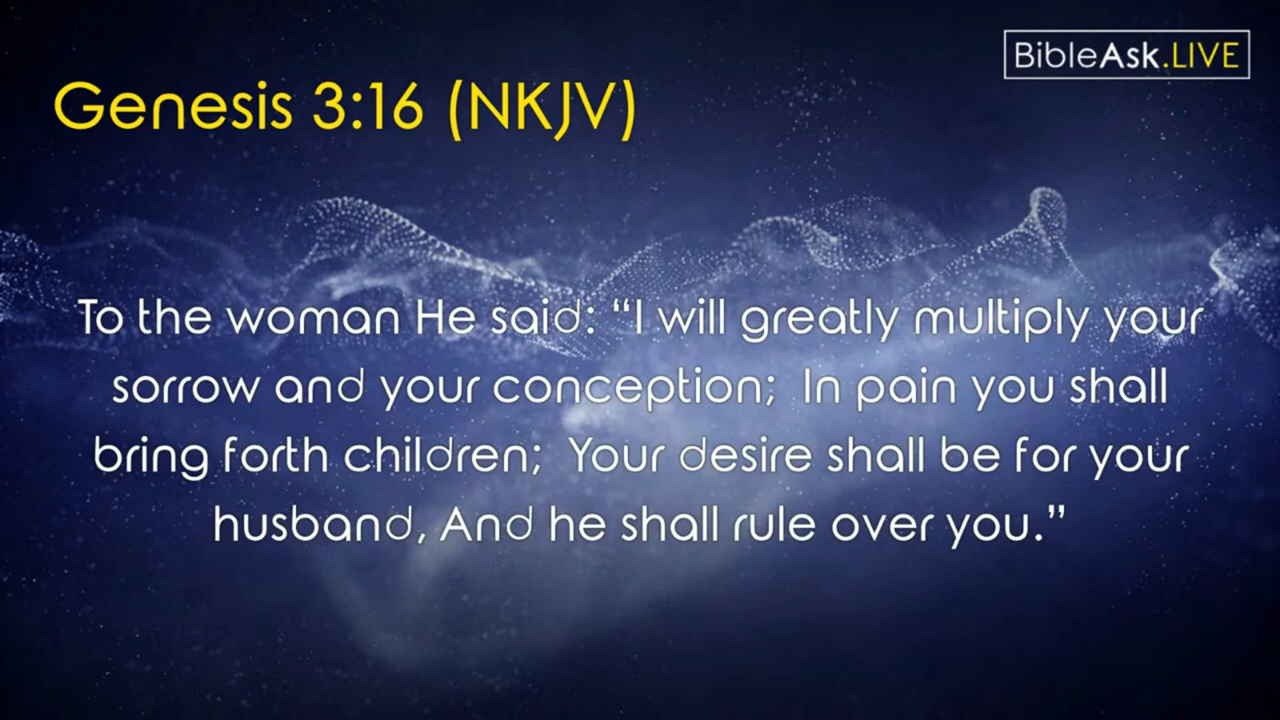 BibleAsk.LIVE
Genesis 3:16 (NKJV)
To the woman He said: “I will greatly multiply your
sorrow and your conception; In pain you shall
bring forth children; Your desire shall be for your
husband, And he shall rule over you.”